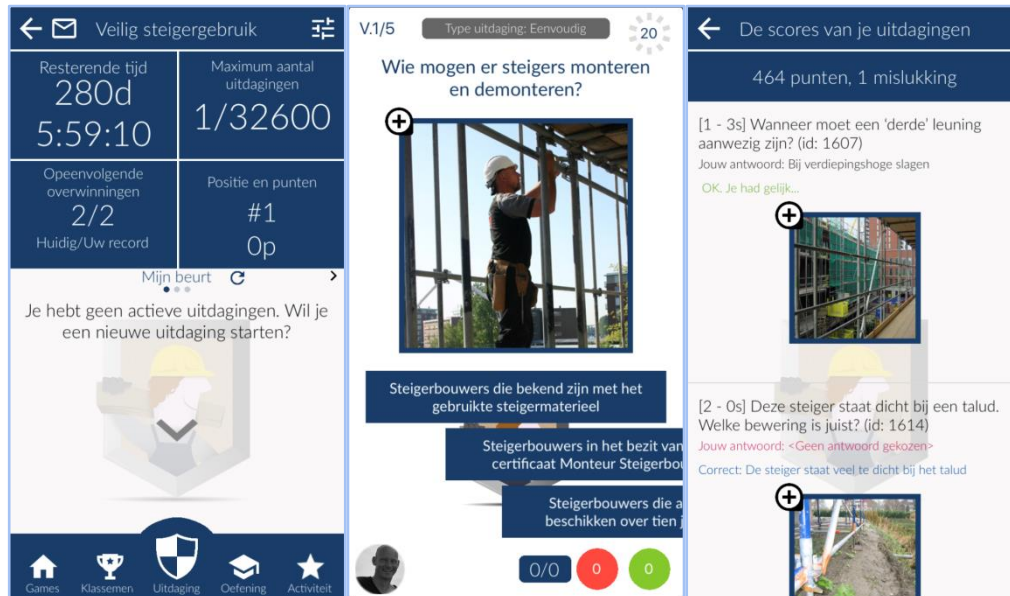 Veilig steigergebruik
Resterende tijd
280d
5:59:10
Maximum aantal
uitdagingen
1/32600
Opeenvolgende
overwinningen
2/2
Huidig/Uw record
Positie en punten
#1
0p
Mijn beurt
Je hebt geen actieve uitdagingen. Wil je
een nieuwe uitdaging starten?
Games
Klassemen
Uitdaging
Oefening
Activiteit
V.1/5
Type uitdaging: Eenvoudig
20
Wie mogen er steigers monteren
en demonteren?
Steigerbouwers die bekend zijn met het
gebruikte steigermaterieel
Steigerbouwers in het bezit van
certificaat Monteur Steigerbou
Steigerbouwers die a
beschikken over tien j
0/0
0
0
De scores van je uitdagingen
464 punten, 1 mislukking
[1 - 3s] Wanneer moet een ‘derde’ leuning
aanwezig zijn? (id: 1607)
Jouw antwoord: Bij verdiepingshoge slagen
OK. Je had gelijk...
[2 - 0s] Deze steiger staat dicht bij een talud.
Welke bewering is juist? (id: 1614)
Jouw antwoord: <Geen antwoord gekozen>
Correct: De steiger staat veel te dicht bij het talud